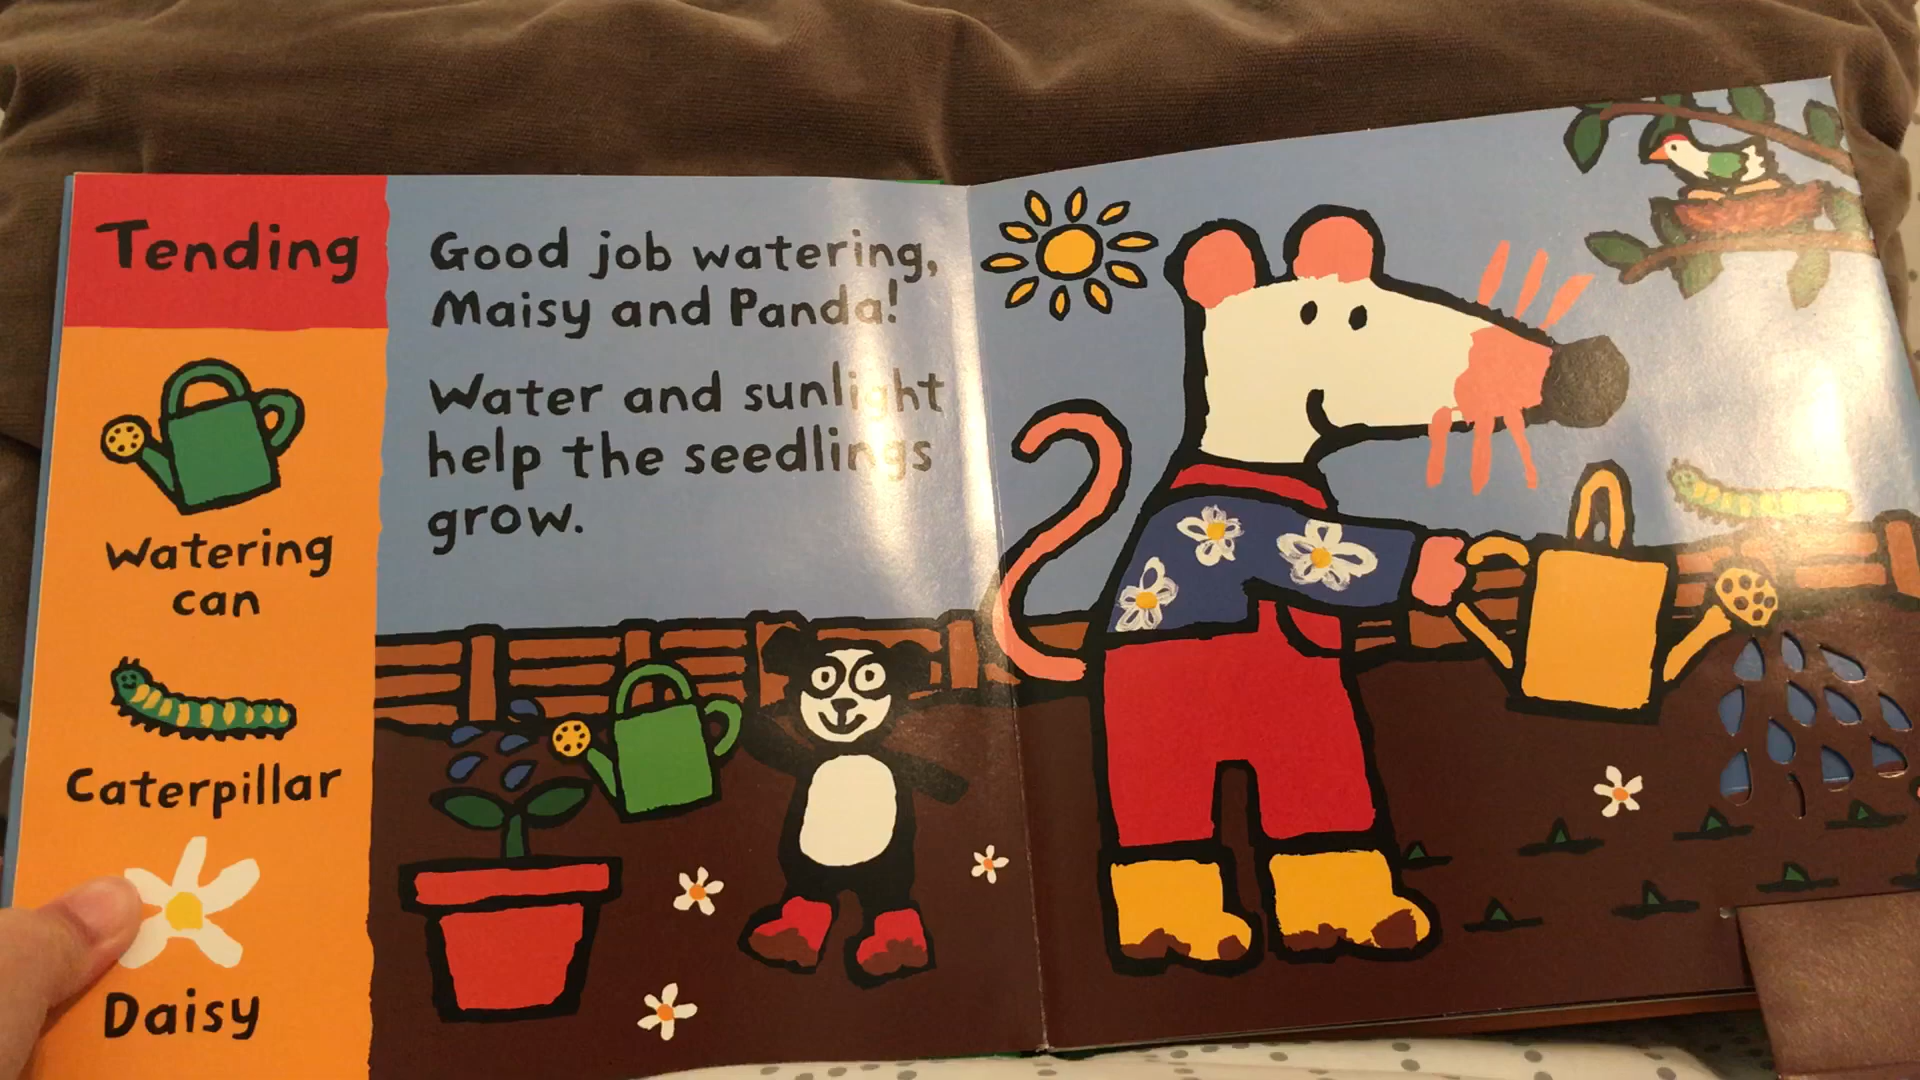 Tending
Watering
can
Caterpillar
Daisy
Good job watering,
Maisy and Panda!
Water and sunlight
help the seedlings
grow.